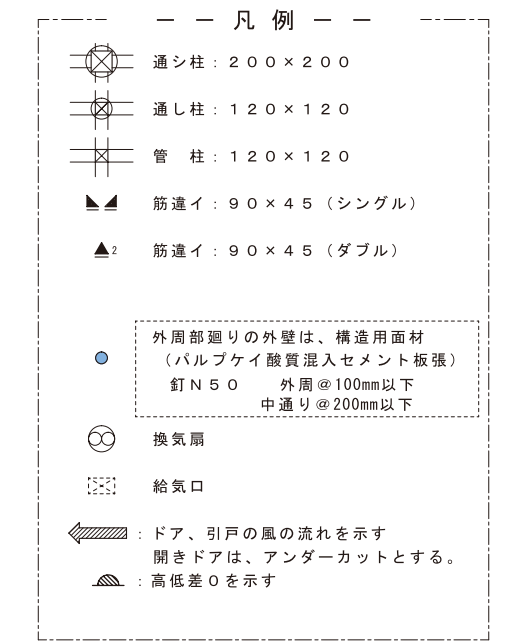 凡 例
通シ柱：２００×２００
通し柱：１２０×１２０
管　柱：１２０×１２０
筋違イ：９０×４５（シングル）
2 筋違イ：９０×４５（ダブル）
外周部廻りの外壁は、構造用面材
（パルプケイ酸質混入セメント板張）
釘Ｎ５０　外周＠100mm以下
中通り＠200mm以下
換気扇
給気口
：ドア、引戸の風の流れを示す
開きドアは、アンダーカットとする。
：高低差０を示す